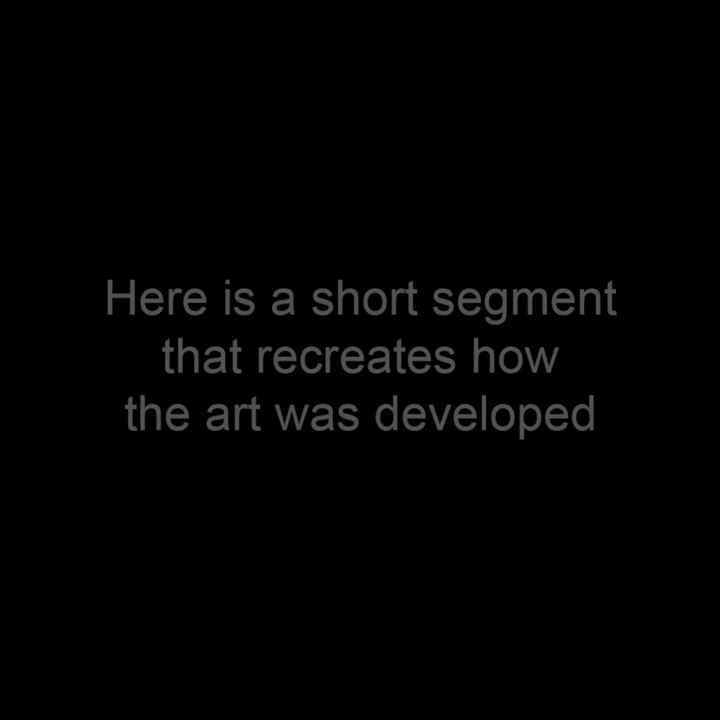 Here is a short segment
that recreates how
the art was developed